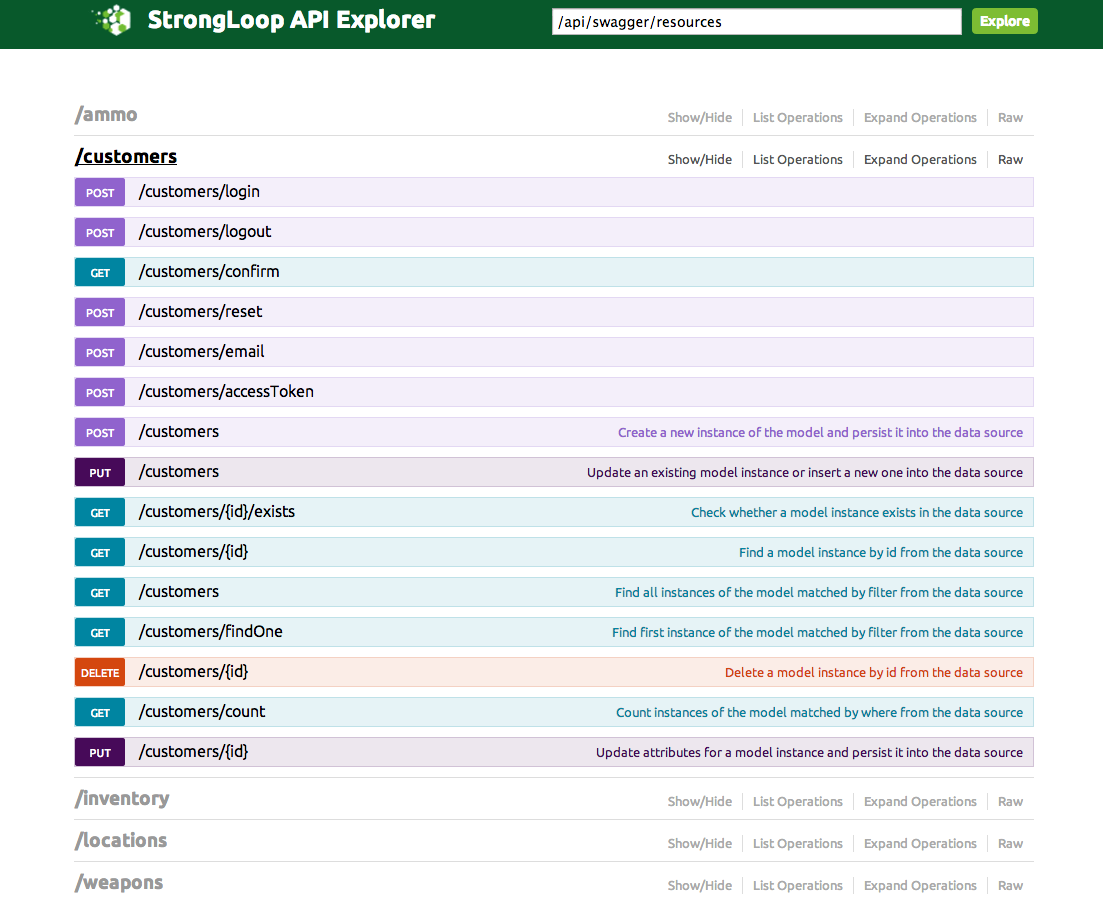 StrongLoop API Explorer /api/swagger/resources Explore
/ammo Show/Hide List Operations Expand Operations Raw
/customers Show/Hide List Operations Expand Operations Raw
POST /customers/login
POST /customers/logout
GET /customers/confirm
POST /customers/reset
POST /customers/email
POST /customers/accessToken
POST /customers Create a new instance of the model and persist it into the data source
PUT /customers Update an existing model instance or insert a new one into the data source
GET /customers/{id}/exists Check whether a model instance exists in the data source
GET /customers/{id} Find a model instance by id from the data source
GET /customers Find all instances of the model matched by filter from the data source
GET /customers/findOne Find first instance of the model matched by filter from the data source
DELETE /customers/{id} Delete a model instance by id from the data source
GET /customers/count Count instances of the model matched by where from the data source
PUT /customers/{id} Update attributes for a model instance and persist it into the data source
/inventory Show/Hide List Operations Expand Operations Raw
/locations Show/Hide List Operations Expand Operations Raw
/weapons Show/Hide List Operations Expand Operations Raw